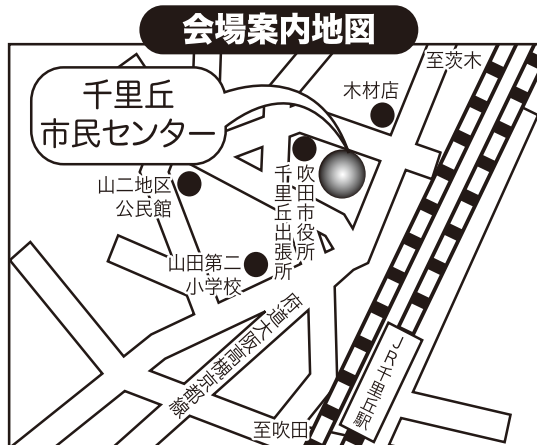 会場案内地図
至茨木
木材店
千里丘
市民センター
山二地区
公民館
吹田市役所
千里丘出張所
山田第二
小学校
府道大阪高槻京都線
JR千里丘駅
至吹田